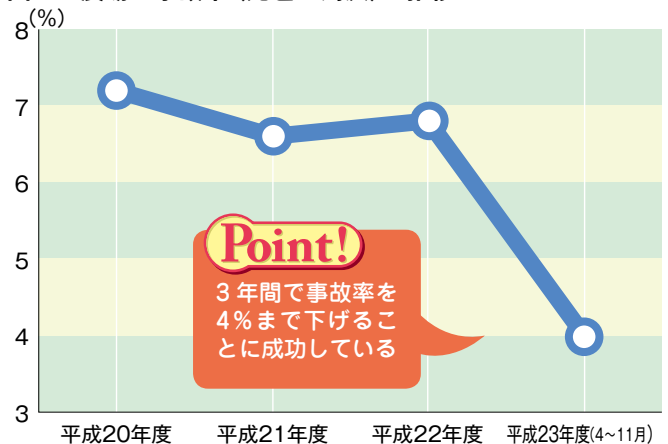 (%)
8
7
6
5
4
3
Point!
3年間で事故率を
4%まで下げるこ
とに成功している
平成20年度
平成21年度
平成22年度
平成23年度(4~11月)